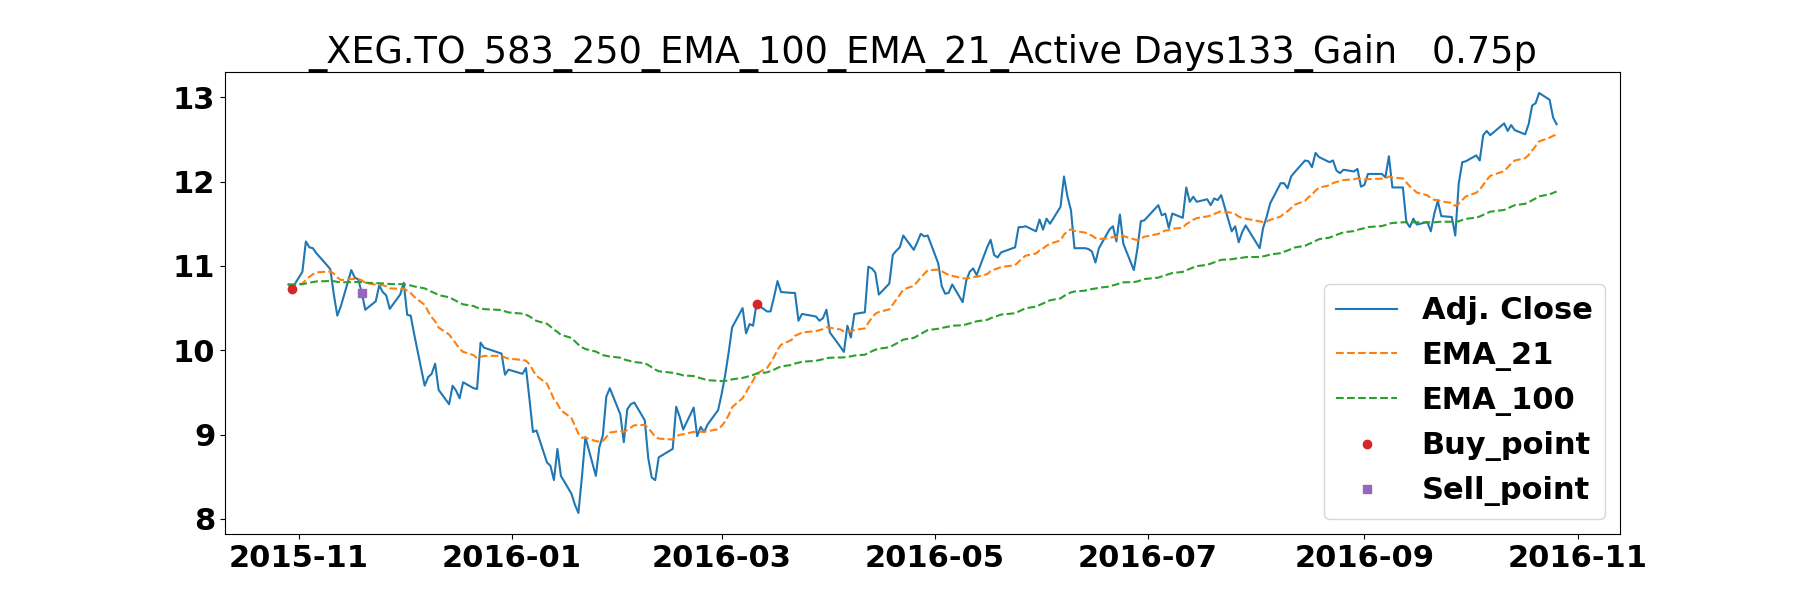 _XEG.TO_583_250_EMA_100_EMA_21_Active Days133_Gain   0.75p
13
12
11
10
9
8
Adj. Close
EMA_21
EMA_100
Buy_point
Sell_point
2015-11 2016-01 2016-03 2016-05 2016-07 2016-09 2016-11